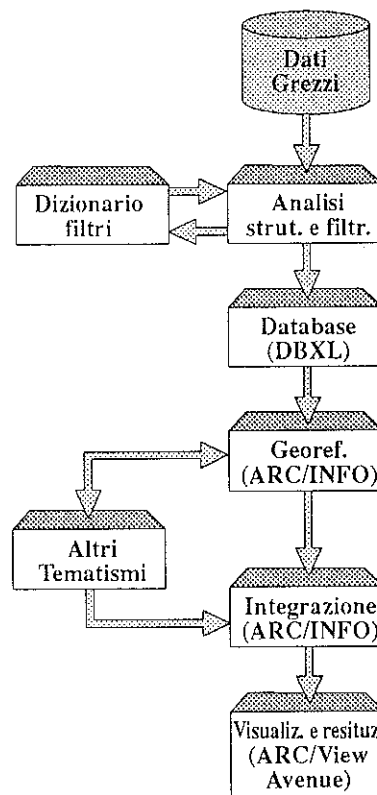 Dati
Grezzi
Dizionario
filtri
Analisi
strut. e filtr.
Database
(DBXL)
Georef.
(ARC/INFO)
Altri
Tematismi
Integrazione
(ARC/INFO)
Visualiz. e resituz
(ARC/View
Avenue)